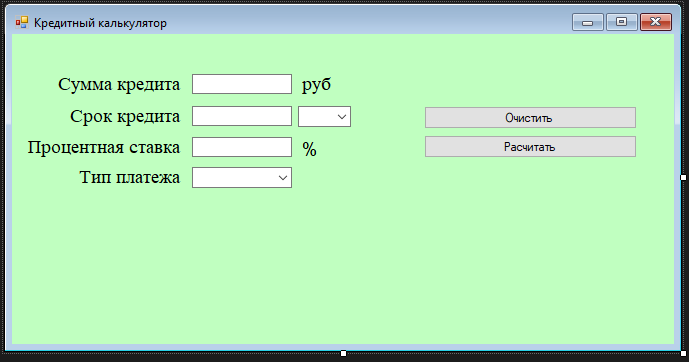 Кредитный калькулятор
Сумма кредита руб
Срок кредита
Очистить
Процентная ставка %
Расчитать
Тип платежа